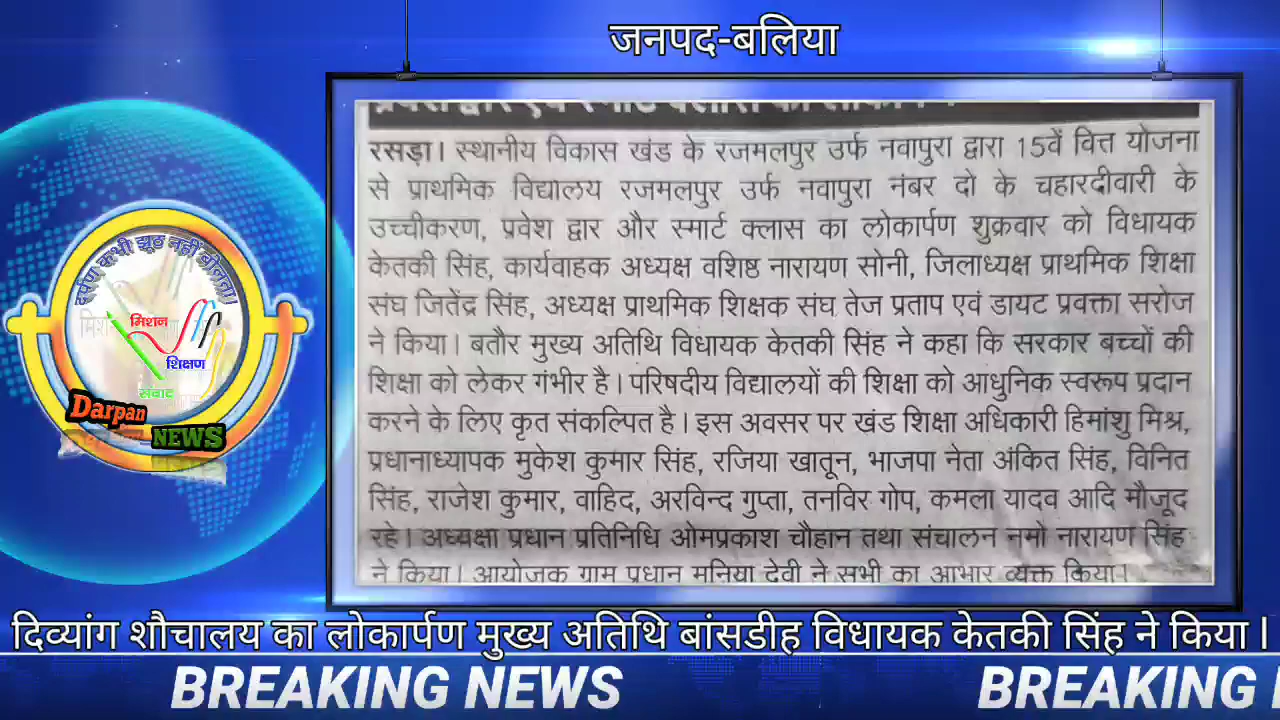 जनपद-बलिया
रसड़ा। स्थानीय विकास खंड के रजमलपुर उर्फ नवापुरा द्वारा 15वें वित्त योजना
से प्राथमिक विद्यालय रजमलपुर उर्फ नवापुरा नंबर दो के चहारदीवारी के
उच्चीकरण, प्रवेश द्वार और स्मार्ट क्लास का लोकार्पण शुक्रवार को विधायक
केतकी सिंह, कार्यवाहक अध्यक्ष वशिष्ठ नारायण सोनी, जिलाध्यक्ष प्राथमिक शिक्षा
संघ जितेंद्र सिंह, अध्यक्ष प्राथमिक शिक्षक संघ तेज प्रताप एवं डायट प्रवक्ता सरोज
ने किया। बतौर मुख्य अतिथि विधायक केतकी सिंह ने कहा कि सरकार बच्चों की
शिक्षा को लेकर गंभीर है। परिषदीय विद्यालयों की शिक्षा को आधुनिक स्वरूप प्रदान
करने के लिए कृत संकल्पित है। इस अवसर पर खंड शिक्षा अधिकारी हिमांशु मिश्र,
प्रधानाध्यापक मुकेश कुमार सिंह, रजिया खातून, भाजपा नेता अंकित सिंह, विनित
सिंह, राजेश कुमार, वाहिद, अरविन्द गुप्ता, तनविर गोप, कमला यादव आदि मौजूद
रहे। अध्यक्षा प्रधान प्रतिनिधि ओमप्रकाश चौहान तथा संचालन नमो नारायण सिंह
ने किया। आयोजक ग्राम प्रधान मनिया देवी ने सभी का आभार व्यक्त किया।
दर्पण कभी झूठ नहीं बोलता
मिशन
शिक्षण
संवाद
Darpan
NEWS
दिव्यांग शौचालय का लोकार्पण मुख्य अतिथि बांसडीह विधायक केतकी सिंह ने किया ।
BREAKING NEWS
BREAKING